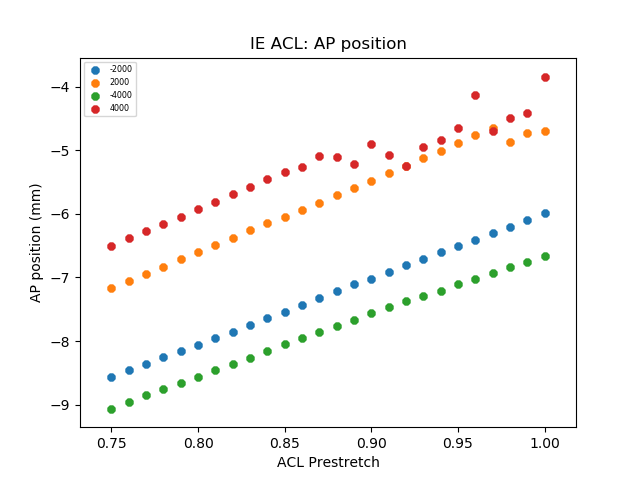 IE ACL: AP position
-2000
2000
-4000
4000
AP position (mm)
−4
−5
−6
−7
−8
−9
0.75 0.80 0.85 0.90 0.95 1.00
ACL Prestretch